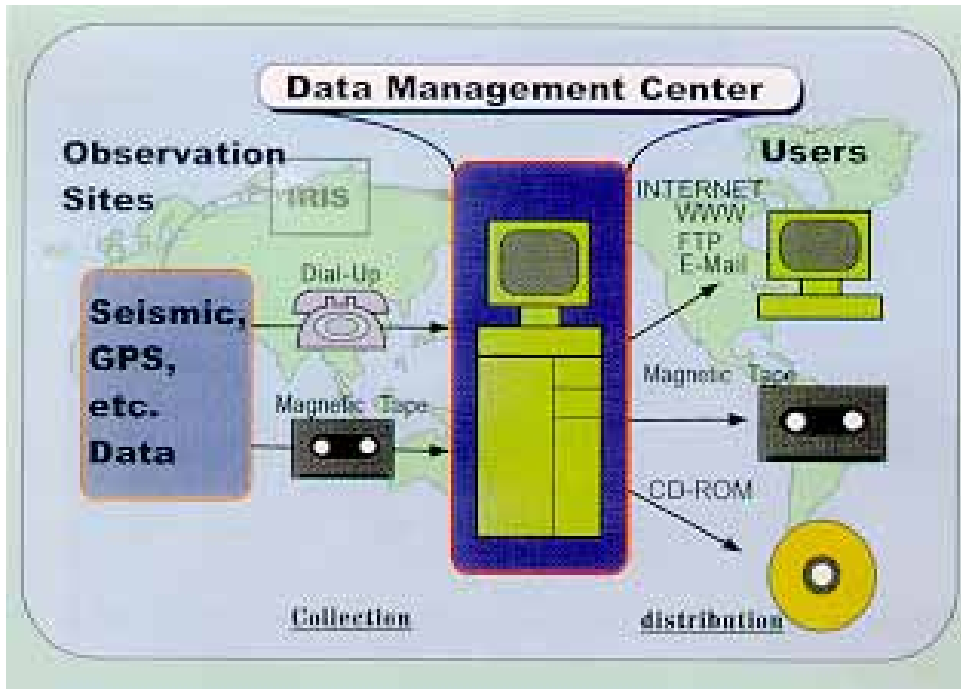 Data Management Center
Observation
Sites
IRIS
Users
Seismic,
GPS,
etc.
Data
Dial-Up
Magnetic Tape
INTERNET
WWW
FTP
E-Mail
Magnetic Tape
CD-ROM
Collection
distribution